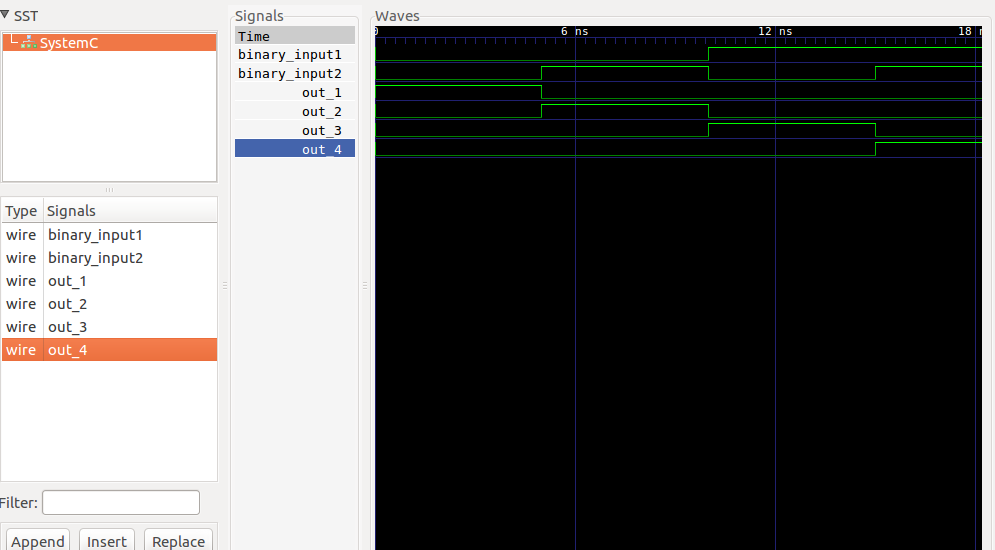 SST
SystemC
Type Signals
wire binary_input1
wire binary_input2
wire out_1
wire out_2
wire out_3
wire out_4
Filter:
Append Insert Replace
Signals
Time
binary_input1
binary_input2
out_1
out_2
out_3
out_4
Waves
0 6 ns 12 ns 18 n